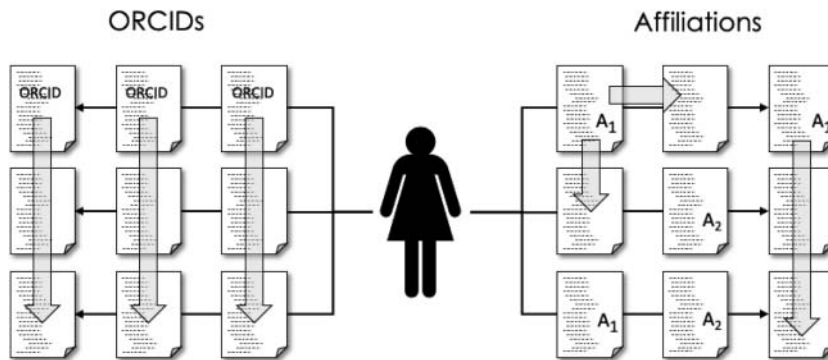 ORCIDs
Affiliations
ORCID ORCID ORCID
A1 A1
A2
A1 A2